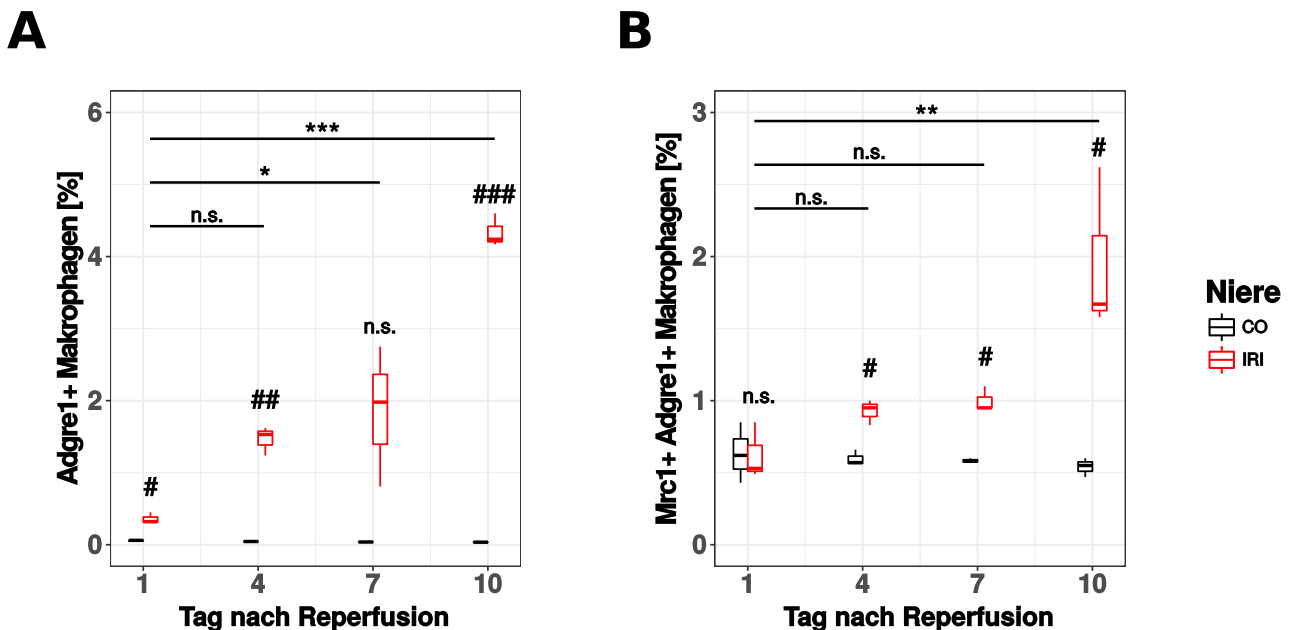 A
Adgre1+ Makrophagen [%]
6
4
2
0
***
*
n.s.
###
n.s.
##
#
1 4 7 10
Tag nach Reperfusion
B
Mrc1+ Adgre1+ Makrophagen [%]
3
2
1
0
**
n.s.
n.s.
#
#
#
n.s.
1 4 7 10
Tag nach Reperfusion
Niere
CO
IRI